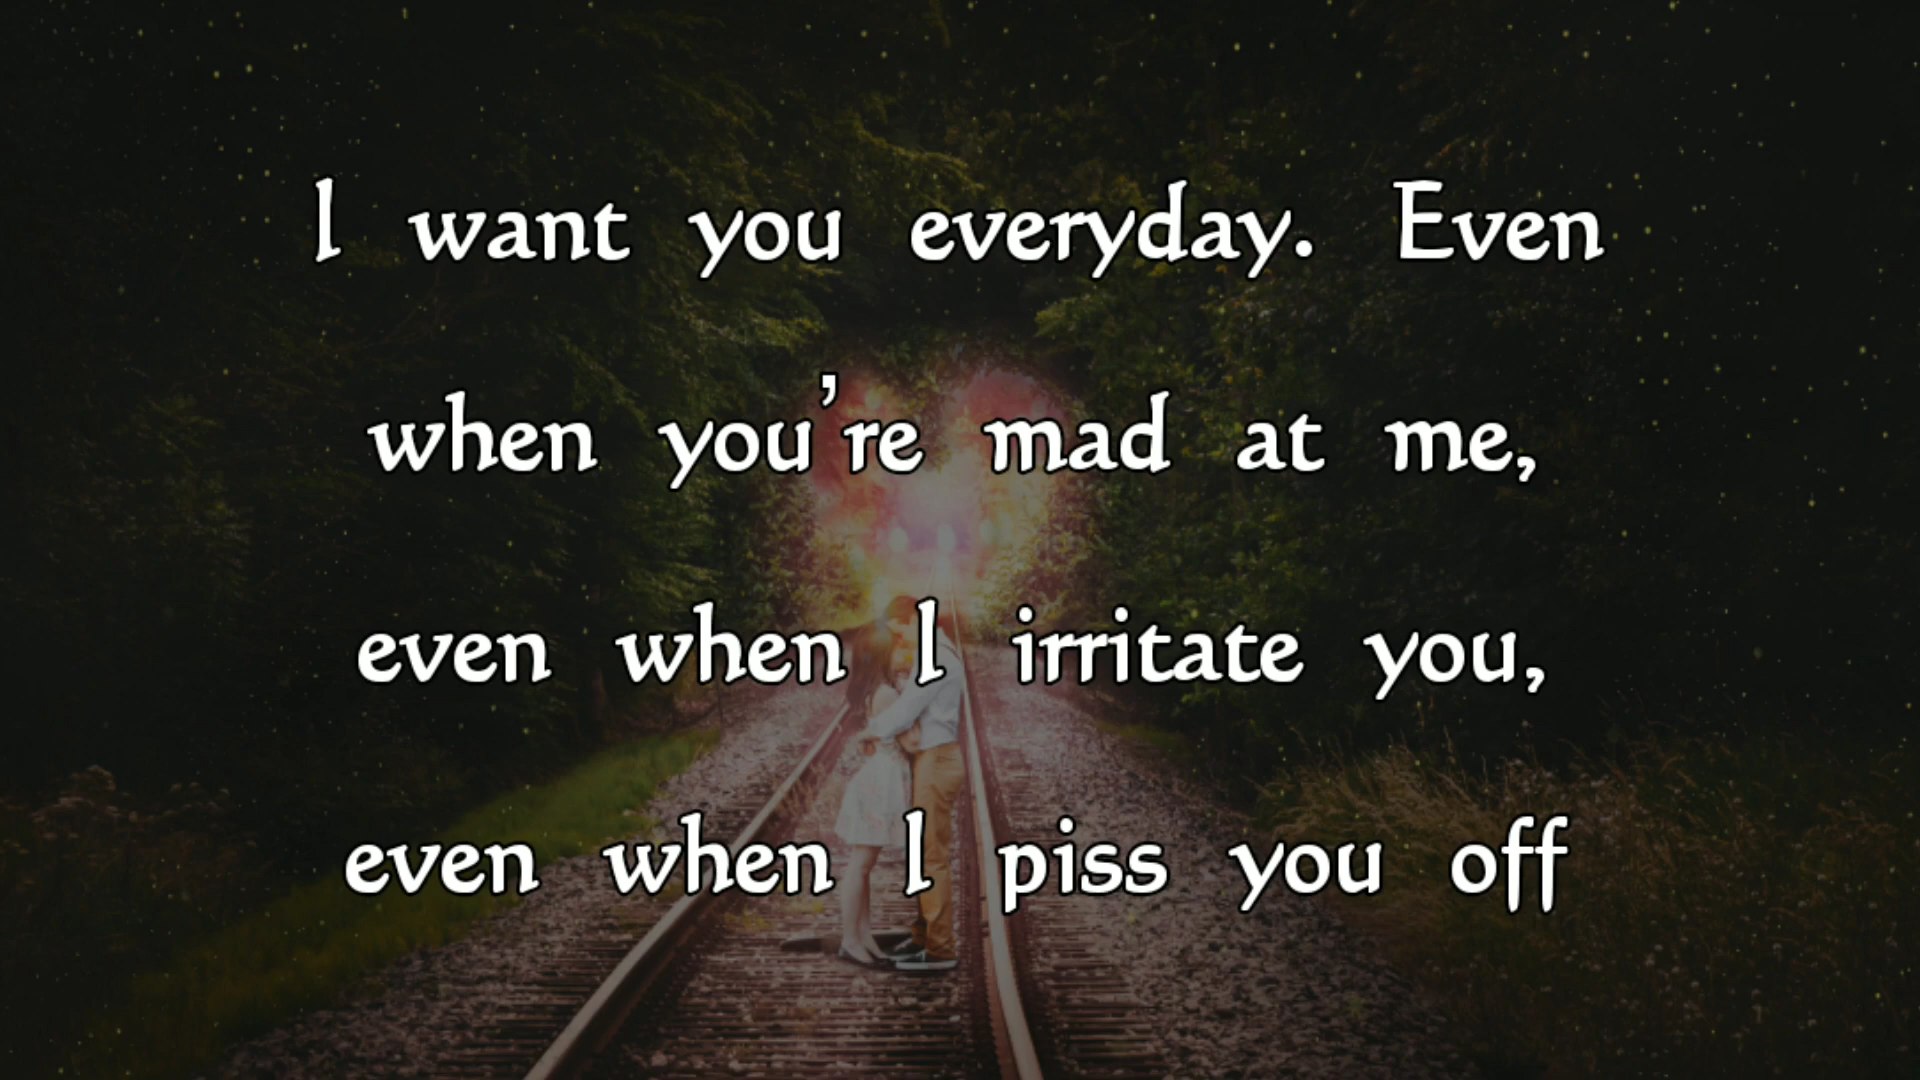 I want you everyday. Even
when you're mad at me,
even when I irritate you,
even when I piss you off